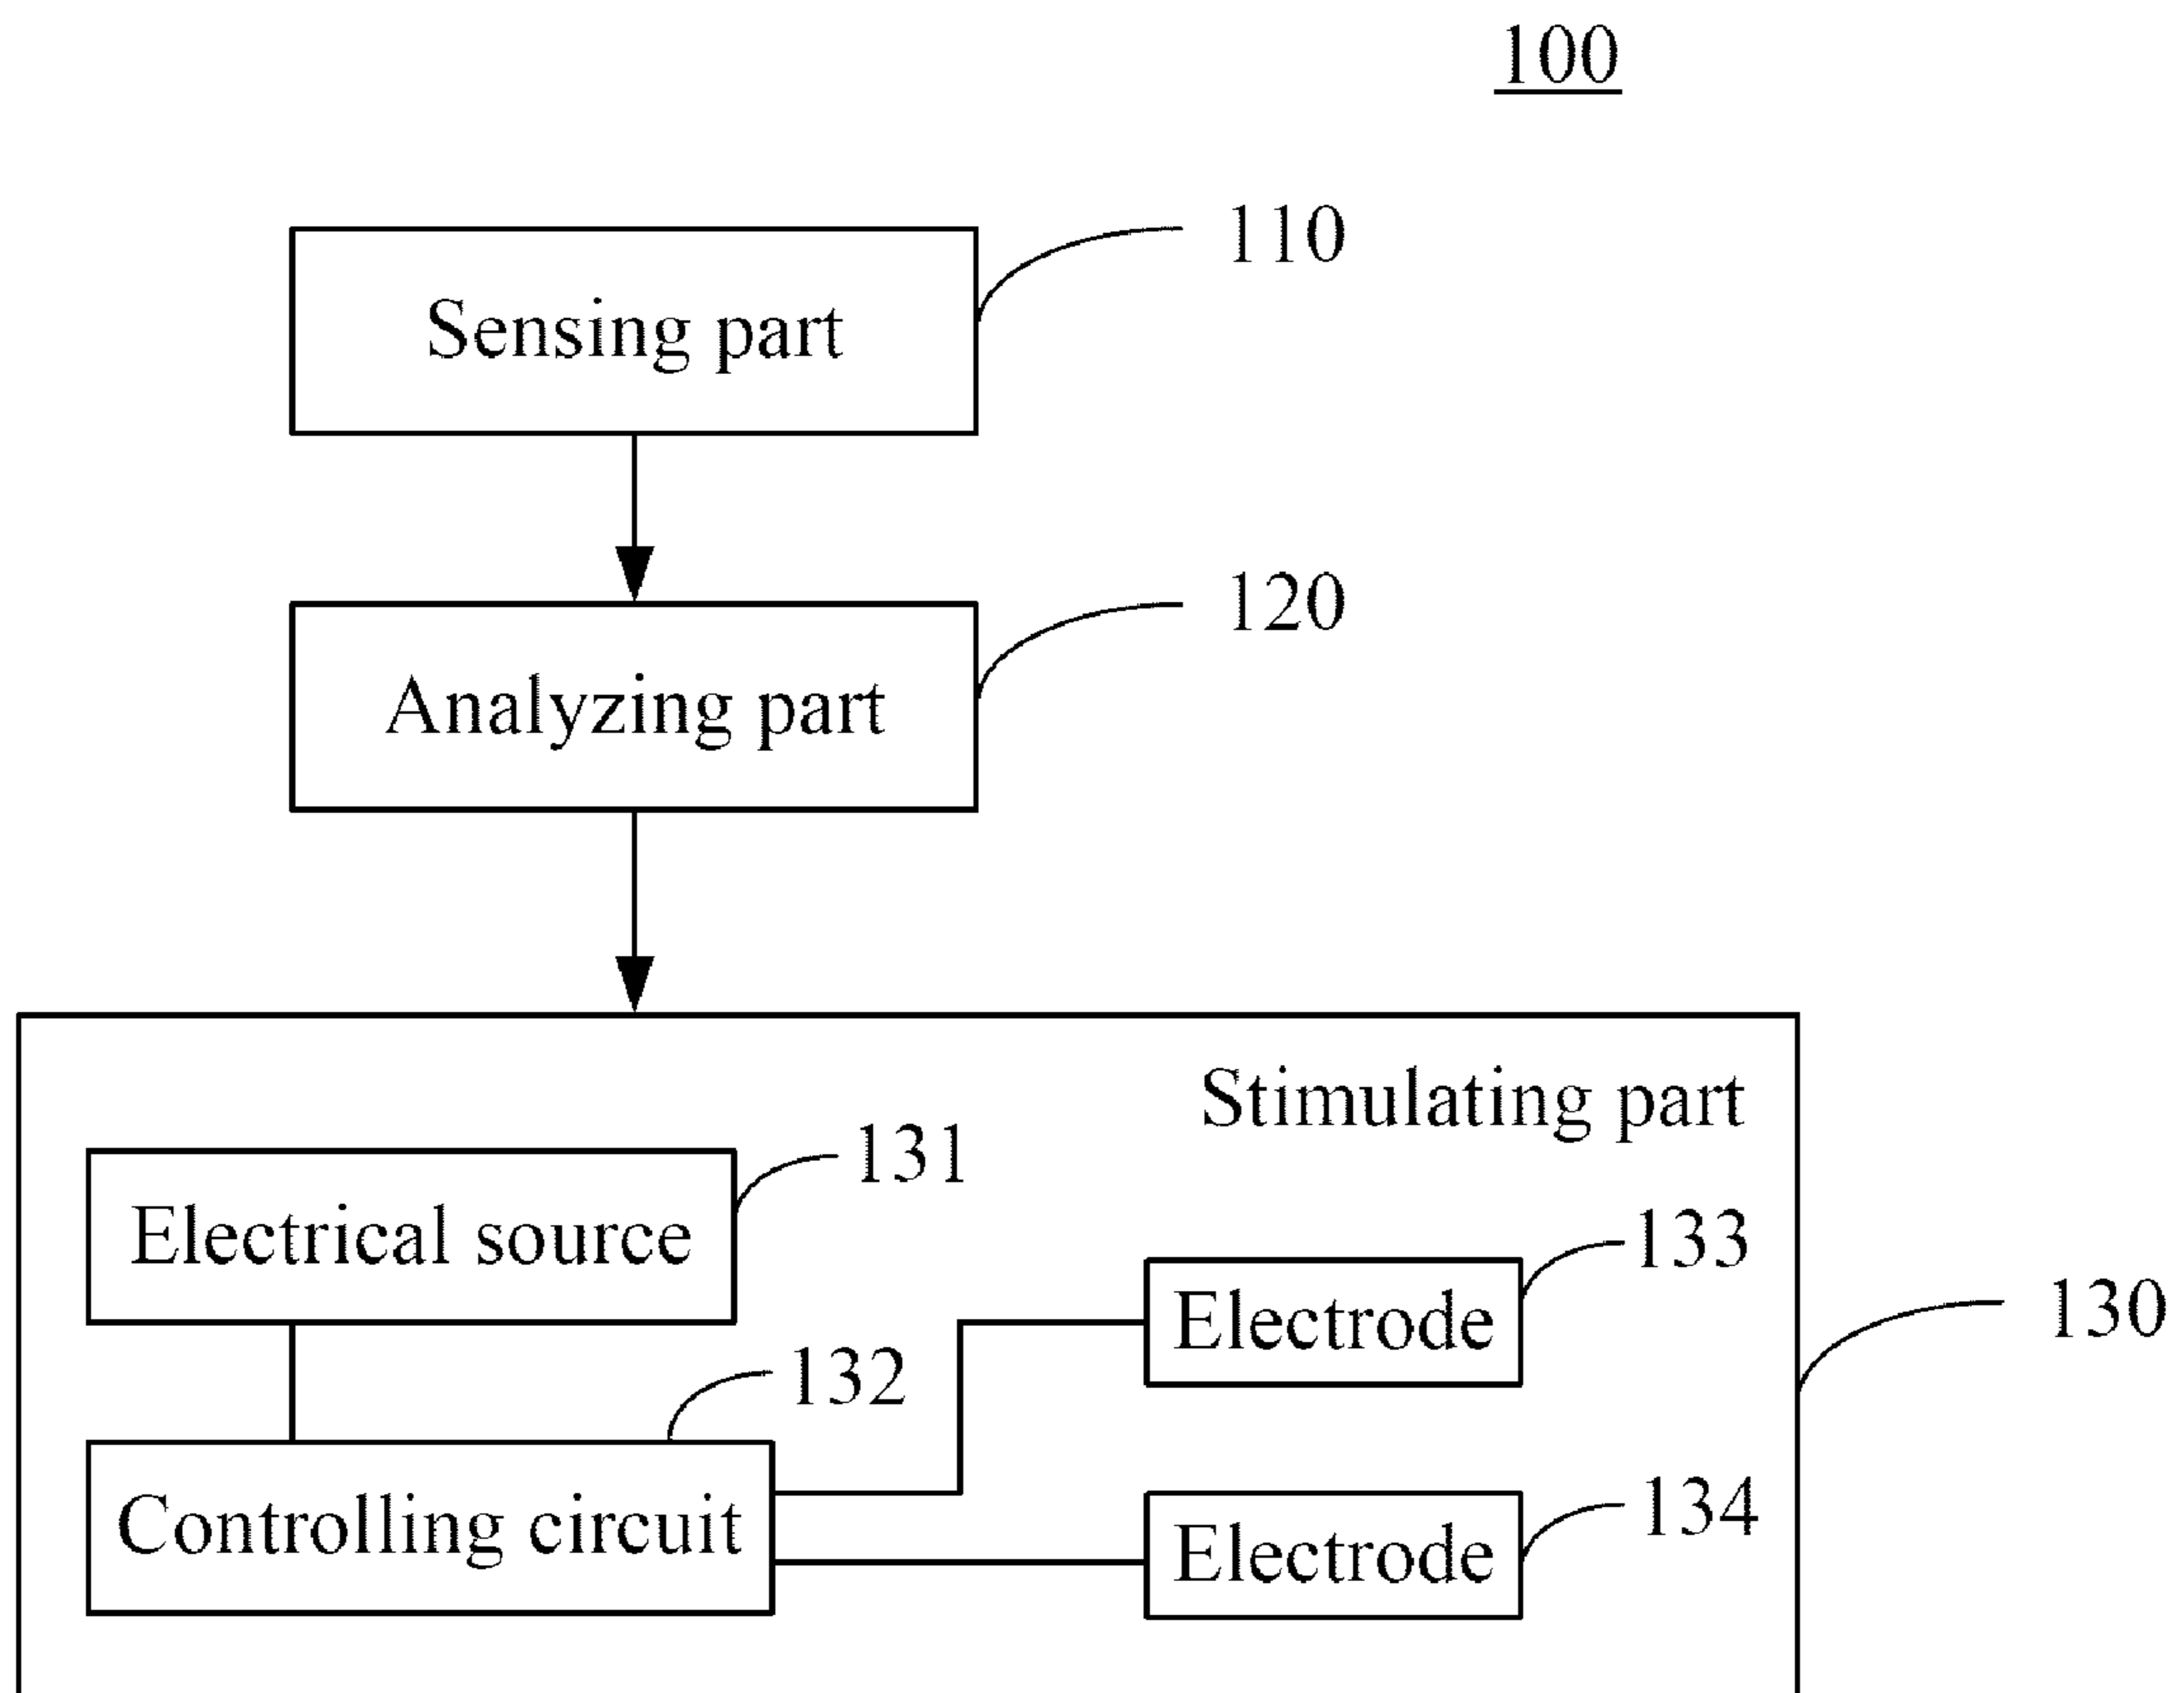 100
110
Sensing part
120
Analyzing part
Stimulating part
131
Electrical source
133
Electrode
130
132
Controlling circuit
134
Electrode